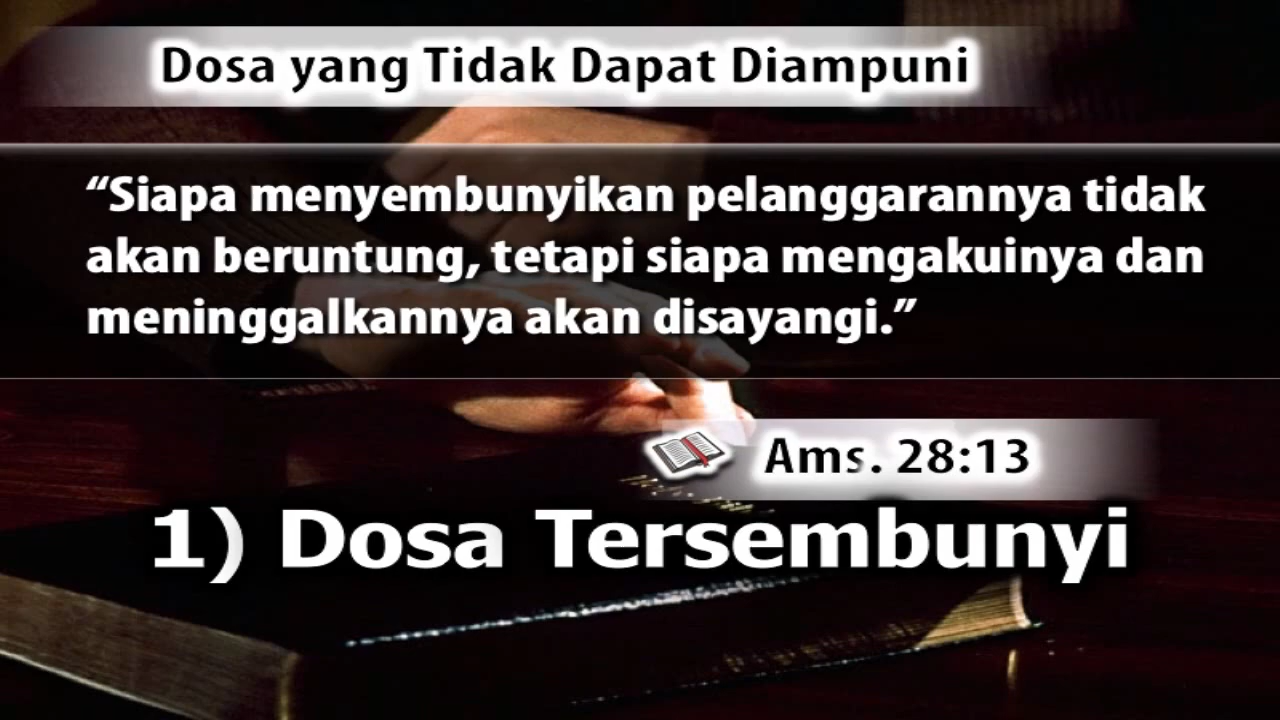 Dosa yang Tidak Dapat Diampuni
“Siapa menyembunyikan pelanggarannya tidak
akan beruntung, tetapi siapa mengakuinya dan
meninggalkannya akan disayangi.”
Ams. 28:13
1) Dosa Tersembunyi